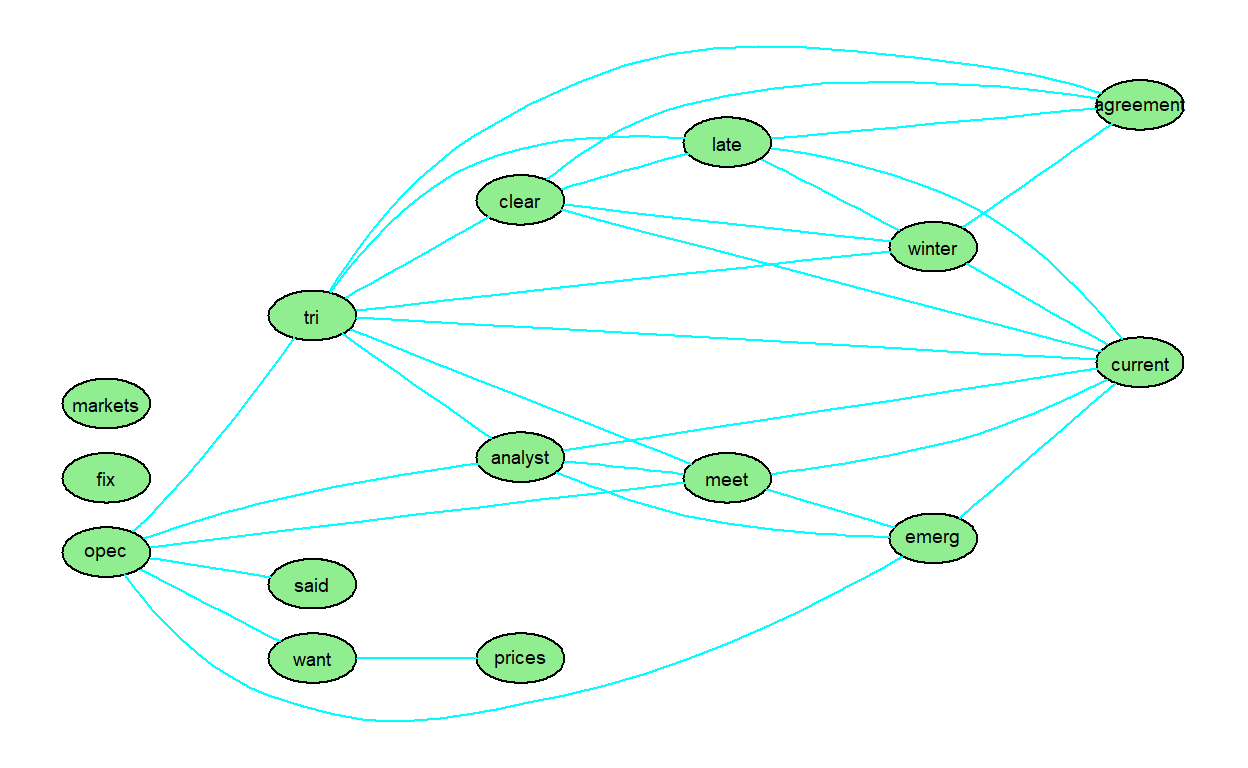 agreement
late
clear
winter
tri
current
markets
analyst
fix
meet
emerg
opec
said
want
prices